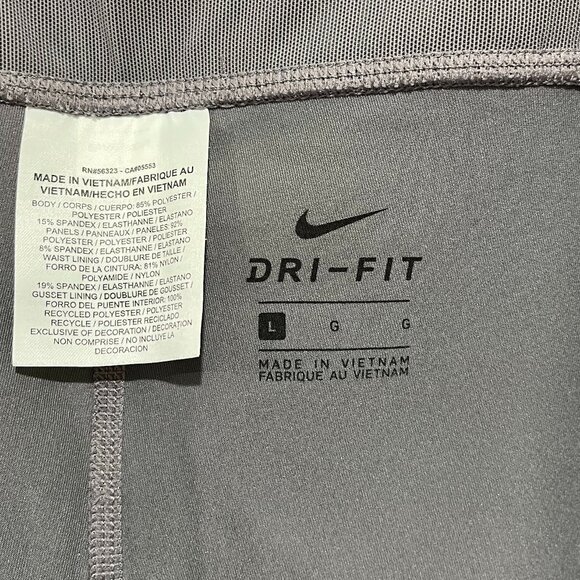 RN#56323 - CA#05553
MADE IN VIETNAM/FABRIQUE AU
VIETNAM/HECHO EN VIETNAM
BODY / CORPS / CUERPO: 85% POLYESTER /
POLYESTER / POLIESTER
15% SPANDEX / ELASTHANNE / ELASTANO
PANELS / PANNEAUX / PANELES 92%
POLYESTER / POLYESTER / POLIESTER
8% SPANDEX / ELASTHANNE / ELASTANO
WAIST LINING / DOUBLURE DE TAILLE /
FORRO DE LA CINTURA: 81% NYLON /
POLYAMIDE / NYLON
19% SPANDEX / ELASTHANNE / ELASTANO
GUSSET LINING / DOUBLURE DE GOUSSET /
FORRO DEL PUENTE INTERIOR: 100%
RECYCLED POLYESTER / POLYESTER
RECYCLE / POLIESTER RECICLADO
EXCLUSIVE OF DECORATION / DECORATION
NON COMPRISE / NO INCLUYE LA
DECORACION
DRI-FIT
L G G
MADE IN VIETNAM
FABRIQUE AU VIETNAM